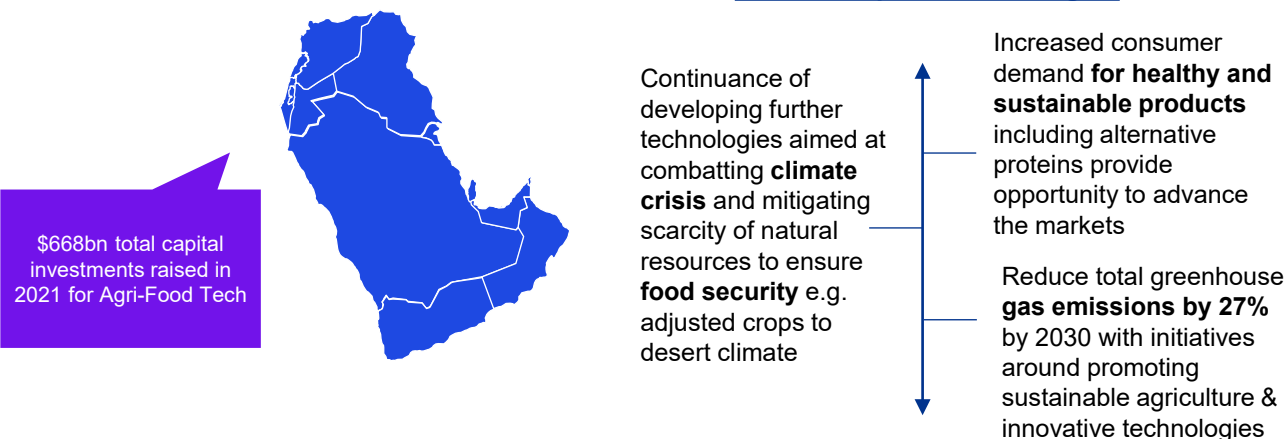 $668bn total capital
investments raised in
2021 for Agri-Food Tech
Continuance of
developing further
technologies aimed at
combatting climate
crisis and mitigating
scarcity of natural
resources to ensure
food security e.g.
adjusted crops to
desert climate
Increased consumer
demand for healthy and
sustainable products
including alternative
proteins provide
opportunity to advance
the markets
Reduce total greenhouse
gas emissions by 27%
by 2030 with initiatives
around promoting
sustainable agriculture &
innovative technologies